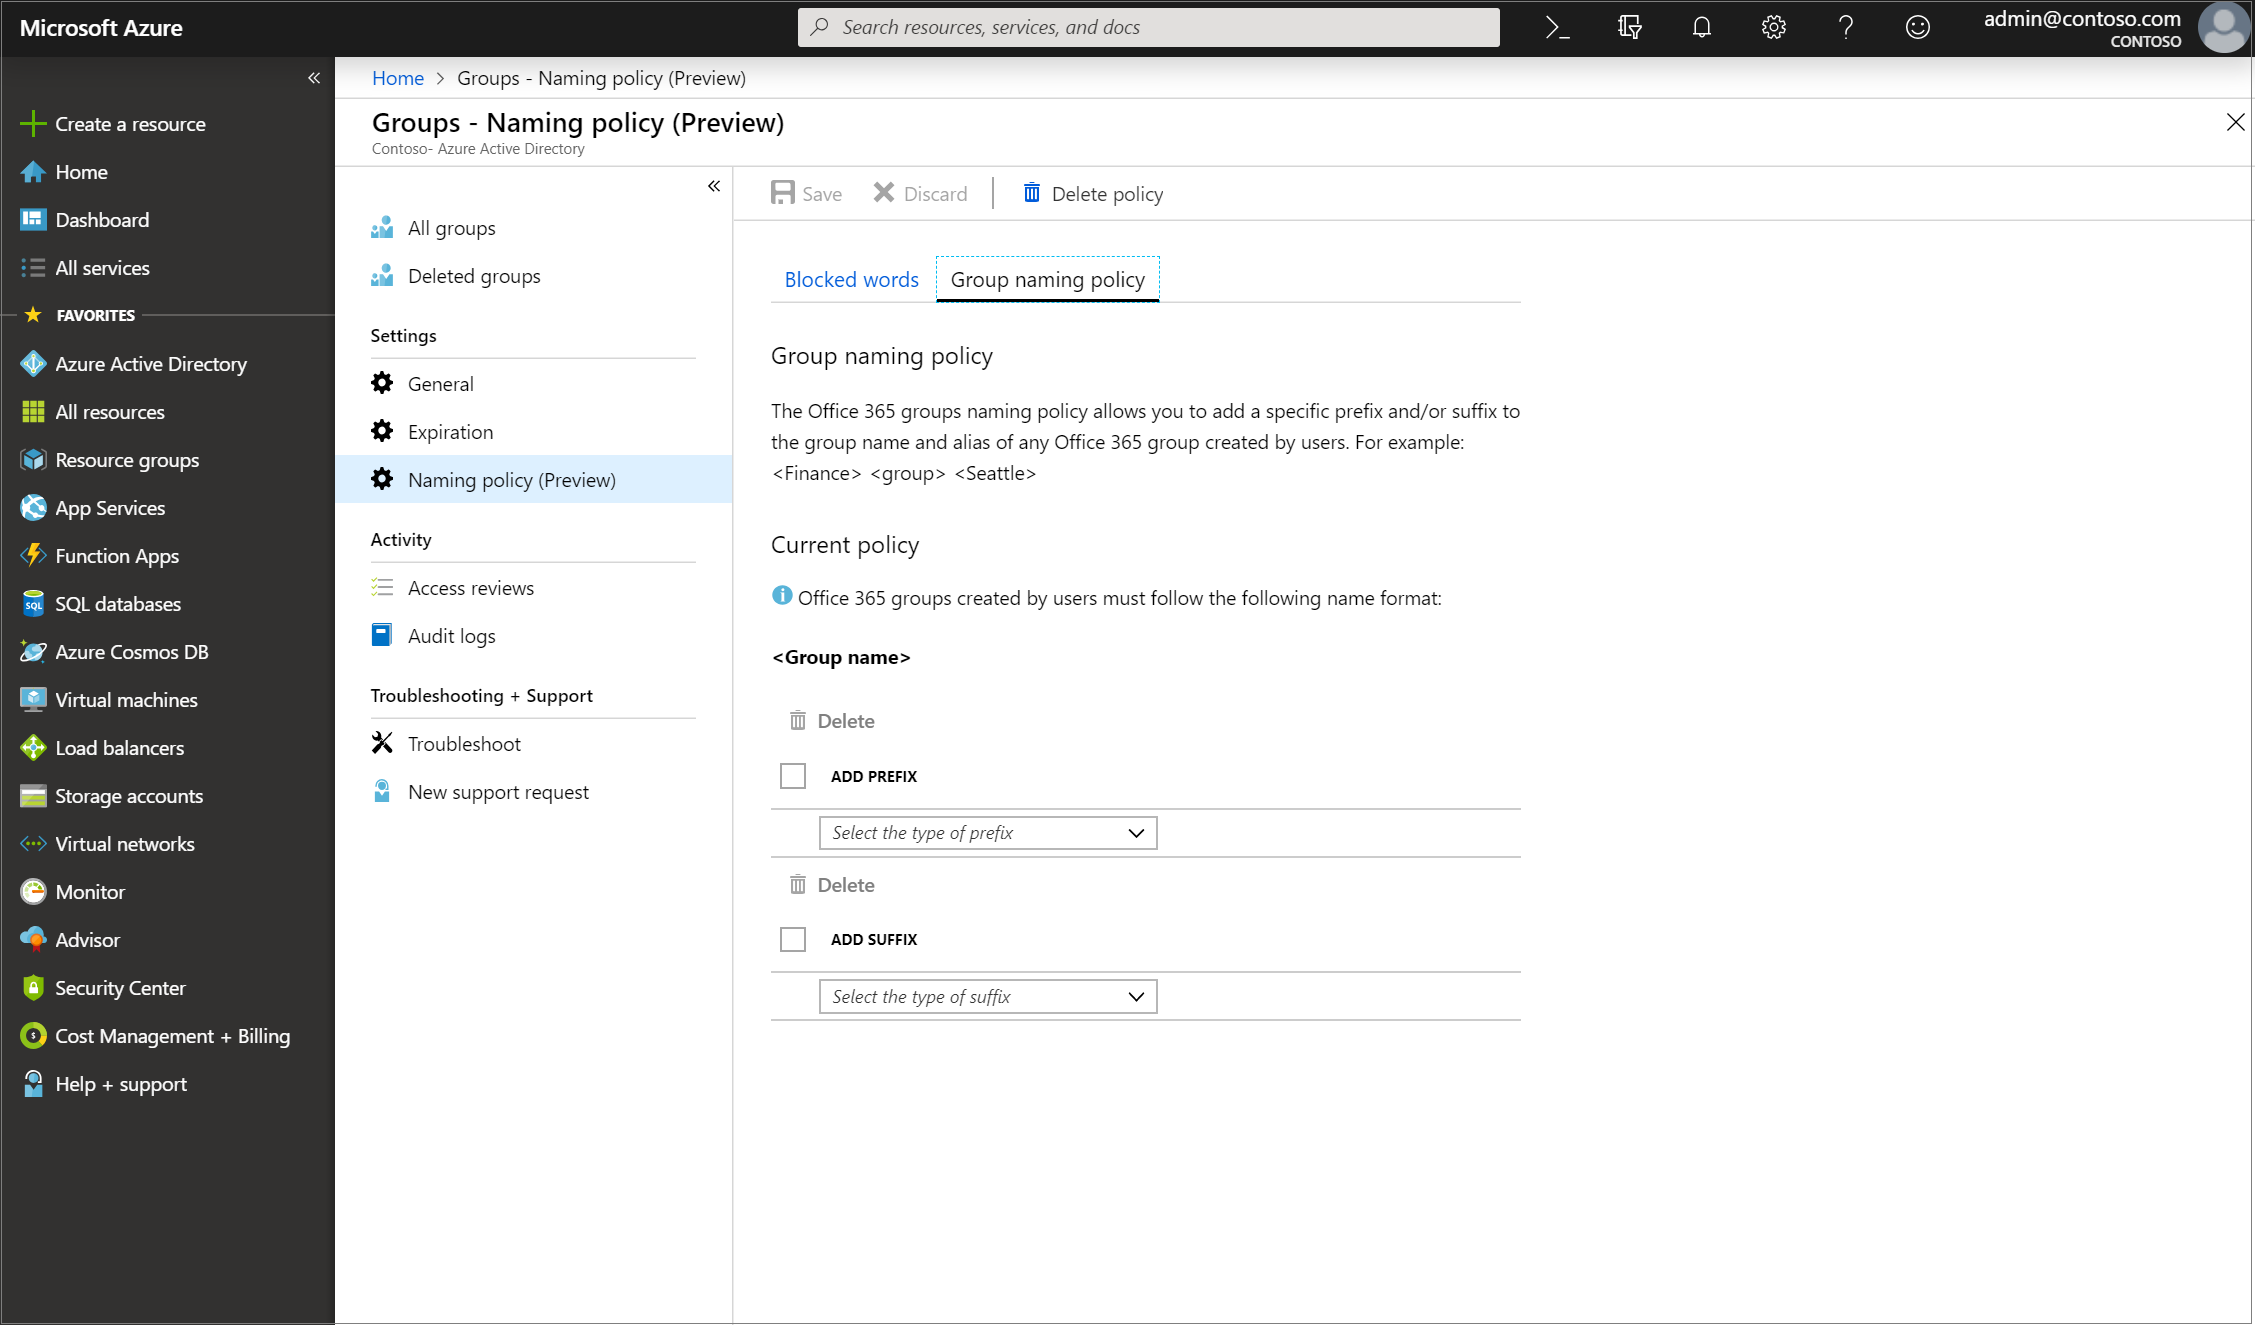 Microsoft Azure
Search resources, services, and docs
admin@contoso.com
CONTOSO
Create a resource
Home
Dashboard
All services
FAVORITES
Azure Active Directory
All resources
Resource groups
App Services
Function Apps
SQL databases
Azure Cosmos DB
Virtual machines
Load balancers
Storage accounts
Virtual networks
Monitor
Advisor
Security Center
Cost Management + Billing
Help + support
Home > Groups - Naming policy (Preview)
Groups - Naming policy (Preview)
Contoso- Azure Active Directory
All groups
Deleted groups
Settings
General
Expiration
Naming policy (Preview)
Activity
Access reviews
Audit logs
Troubleshooting + Support
Troubleshoot
New support request
Save
Discard
Delete policy
Blocked words
Group naming policy
Group naming policy
The Office 365 groups naming policy allows you to add a specific prefix and/or suffix to
the group name and alias of any Office 365 group created by users. For example:
<Finance> <group> <Seattle>
Current policy
Office 365 groups created by users must follow the following name format:
<Group name>
Delete
ADD PREFIX
Select the type of prefix
Delete
ADD SUFFIX
Select the type of suffix